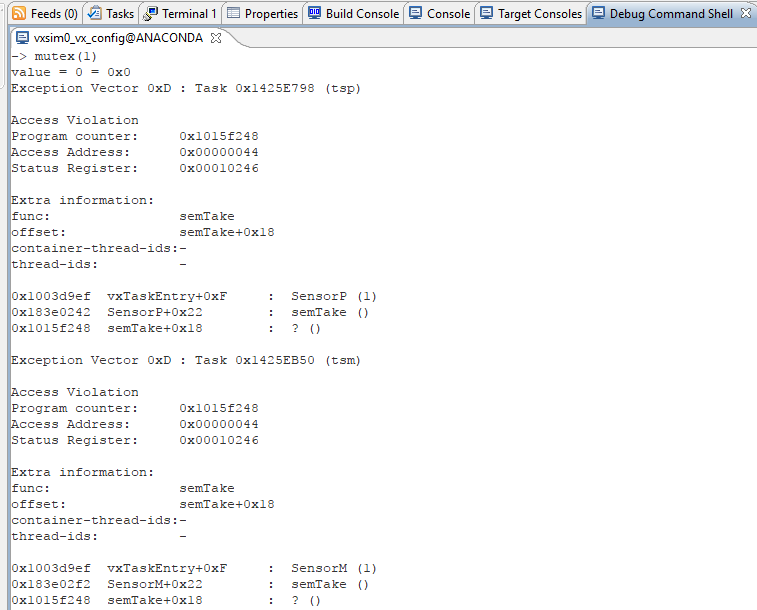 Feeds (0) Tasks Terminal 1 Properties Build Console Console Target Consoles Debug Command Shell
vxsim0_vx_config@ANACONDA
-> mutex(1)
value = 0 = 0x0
Exception Vector 0xD : Task 0x1425E798 (tsp)
Access Violation
Program counter: 0x1015f248
Access Address: 0x00000044
Status Register: 0x00010246
Extra information:
func: semTake
offset: semTake+0x18
container-thread-ids:-
thread-ids: -
0x1003d9ef vxTaskEntry+0xF : SensorP (1)
0x183e0242 SensorP+0x22 : semTake ()
0x1015f248 semTake+0x18 : ? ()
Exception Vector 0xD : Task 0x1425EB50 (tsm)
Access Violation
Program counter: 0x1015f248
Access Address: 0x00000044
Status Register: 0x00010246
Extra information:
func: semTake
offset: semTake+0x18
container-thread-ids:-
thread-ids: -
0x1003d9ef vxTaskEntry+0xF : SensorM (1)
0x183e02f2 SensorM+0x22 : semTake ()
0x1015f248 semTake+0x18 : ? ()